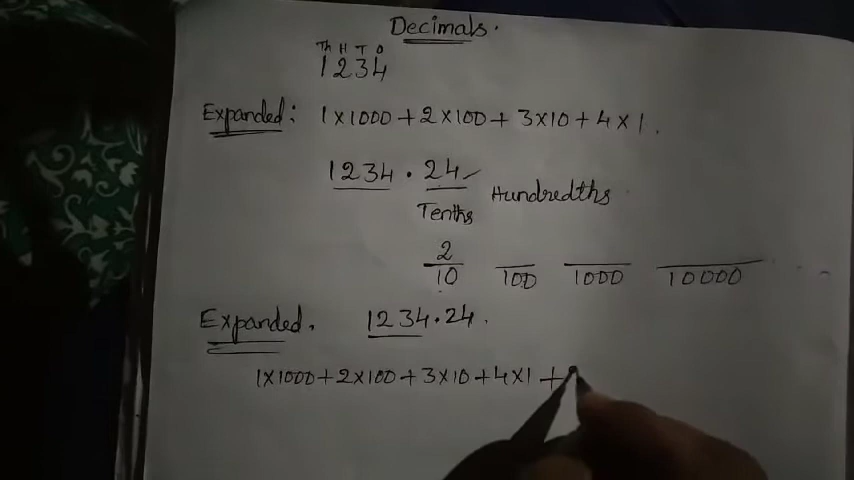 Decimals.
Th H T O
1234
Expanded: 1×1000 + 2×100 + 3×10 + 4×1.
1234.24
Tenths Hundredths
2/10 /100 /1000 /10000 . . .
Expanded. 1234.24.
1×1000+2×100+3×10+4×1 +